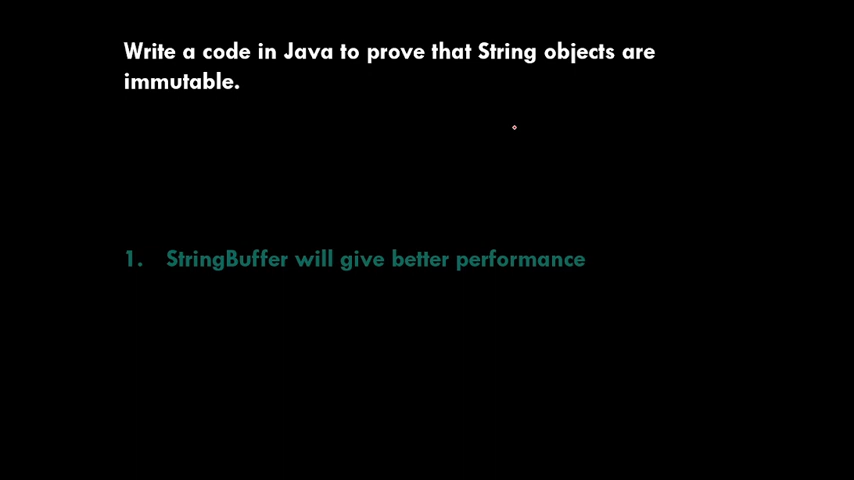 Write a code in Java to prove that String objects are
immutable.
1. StringBuffer will give better performance